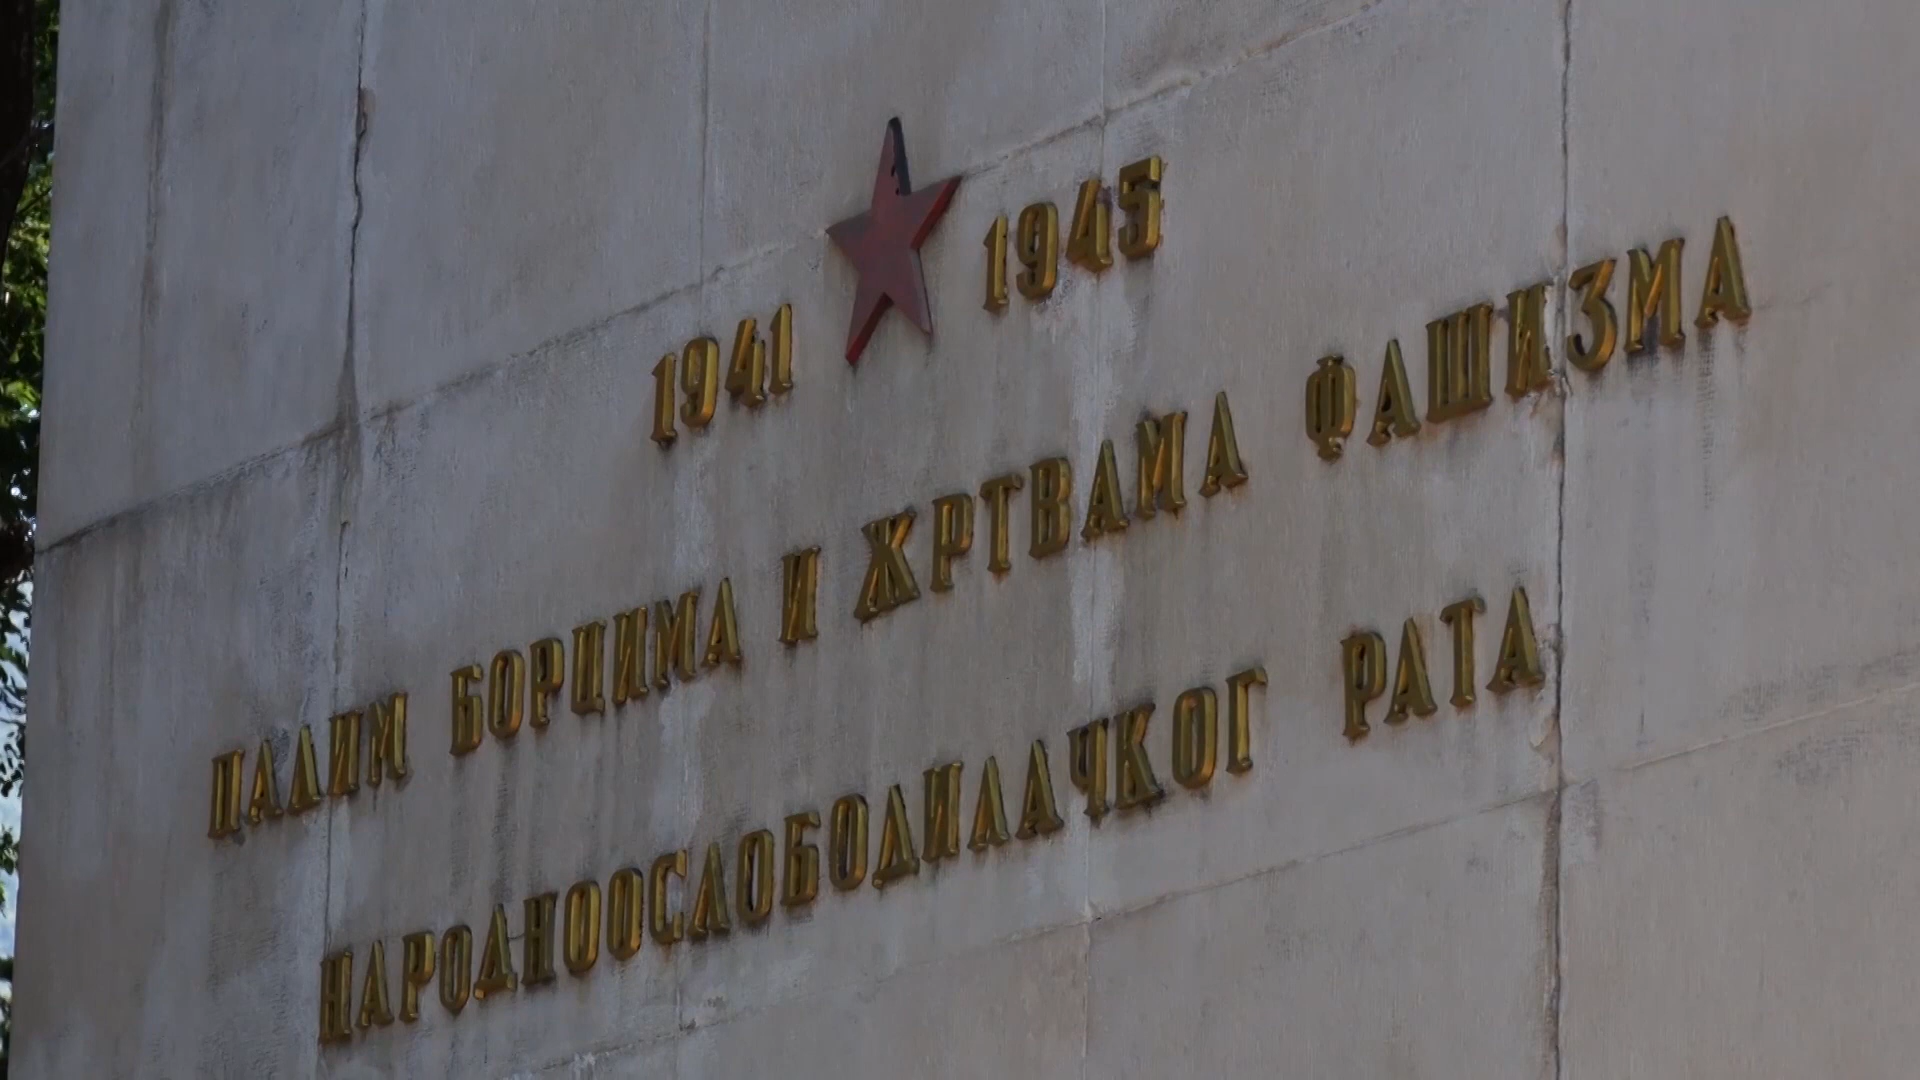 1941 1945
ПАЛИМ БОРЦИМА И ЖРТВАМА ФАШИЗМА
НАРОДНООСЛОБОДИЛАЧКОГ РАТА